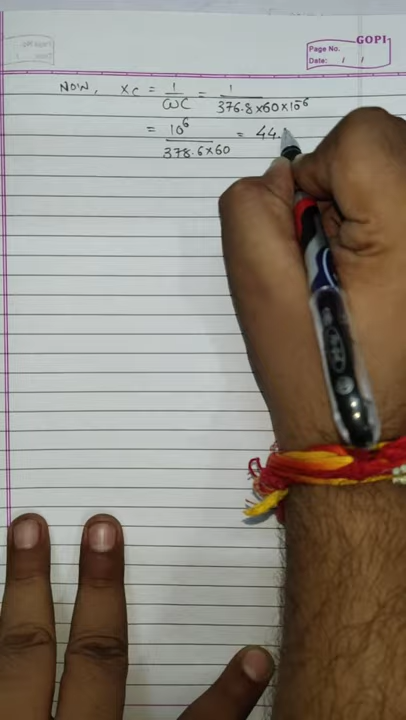 GOPI
Page No.
Date: / /
NOW, XC = 1/ωC = 1/376.8×60×10⁻⁶
= 10⁶/378.6×60 = 44.